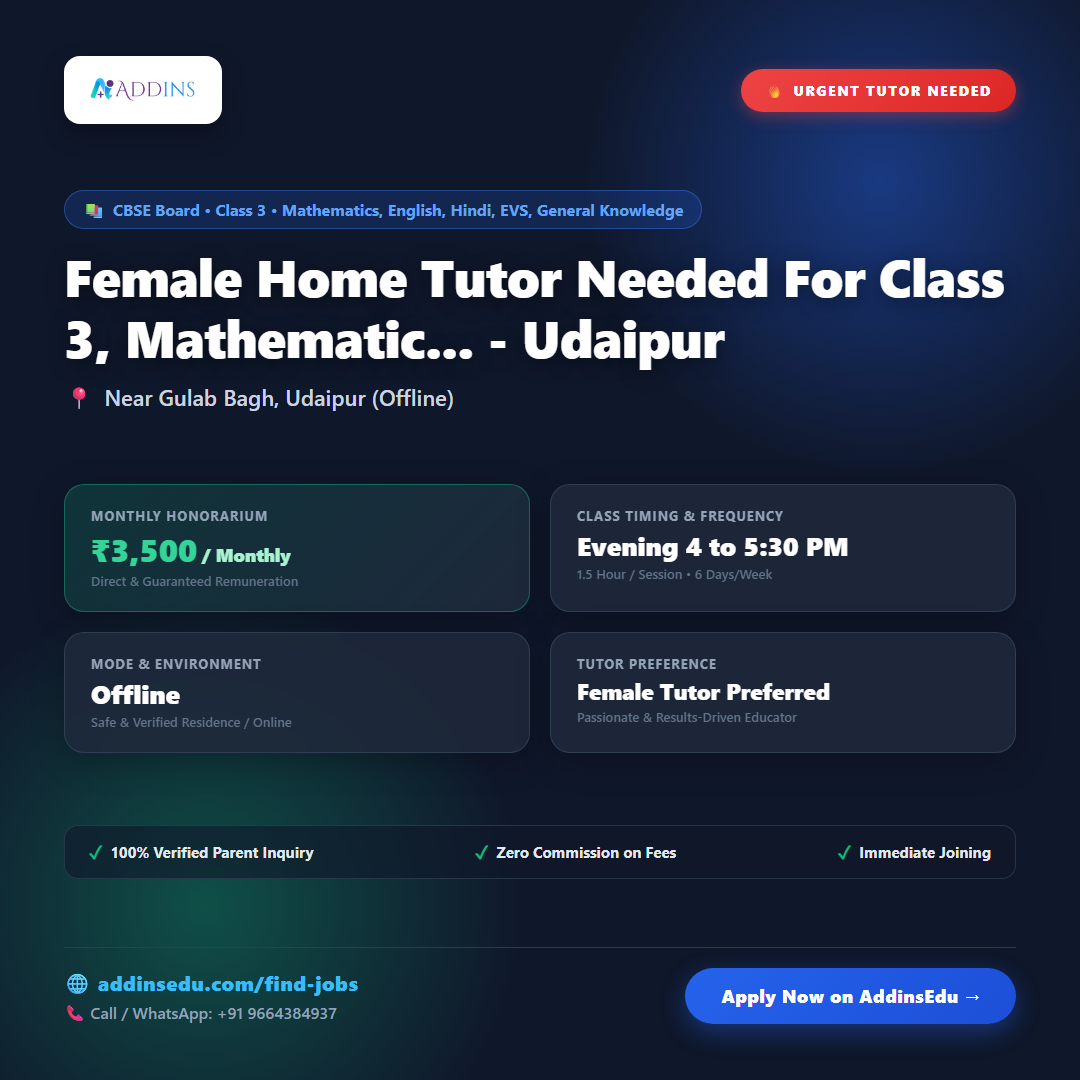 ADDINS
URGENT TUTOR NEEDED
CBSE Board • Class 3 • Mathematics, English, Hindi, EVS, General Knowledge
Female Home Tutor Needed For Class
3, Mathematic... - Udaipur
Near Gulab Bagh, Udaipur (Offline)
MONTHLY HONORARIUM
₹3,500 / Monthly
Direct & Guaranteed Remuneration
CLASS TIMING & FREQUENCY
Evening 4 to 5:30 PM
1.5 Hour / Session • 6 Days/Week
MODE & ENVIRONMENT
Offline
Safe & Verified Residence / Online
TUTOR PREFERENCE
Female Tutor Preferred
Passionate & Results-Driven Educator
✓ 100% Verified Parent Inquiry
✓ Zero Commission on Fees
✓ Immediate Joining
addinsedu.com/find-jobs
Call / WhatsApp: +91 9664384937
Apply Now on AddinsEdu →